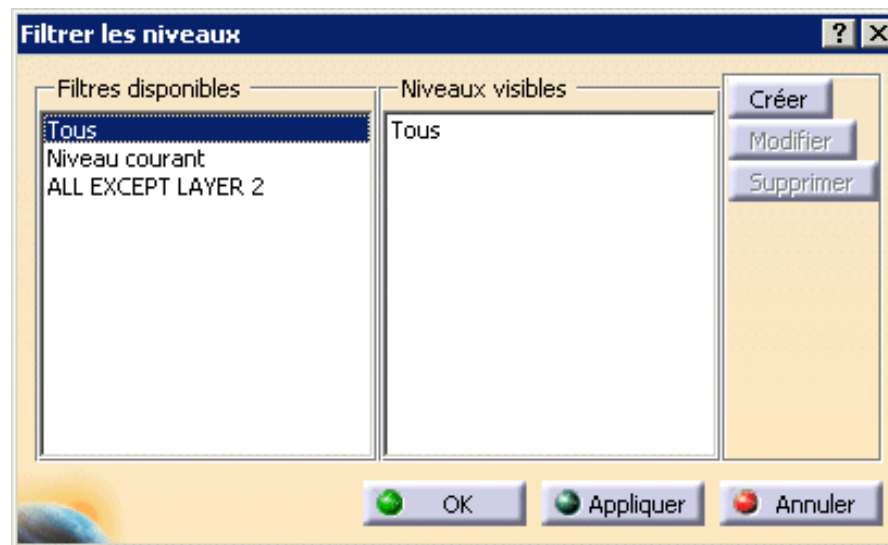 Filtrer les niveaux
Filtres disponibles
Tous
Niveau courant
ALL EXCEPT LAYER 2
Niveaux visibles
Tous
Créer
Modifier
Supprimer
OK
Appliquer
Annuler